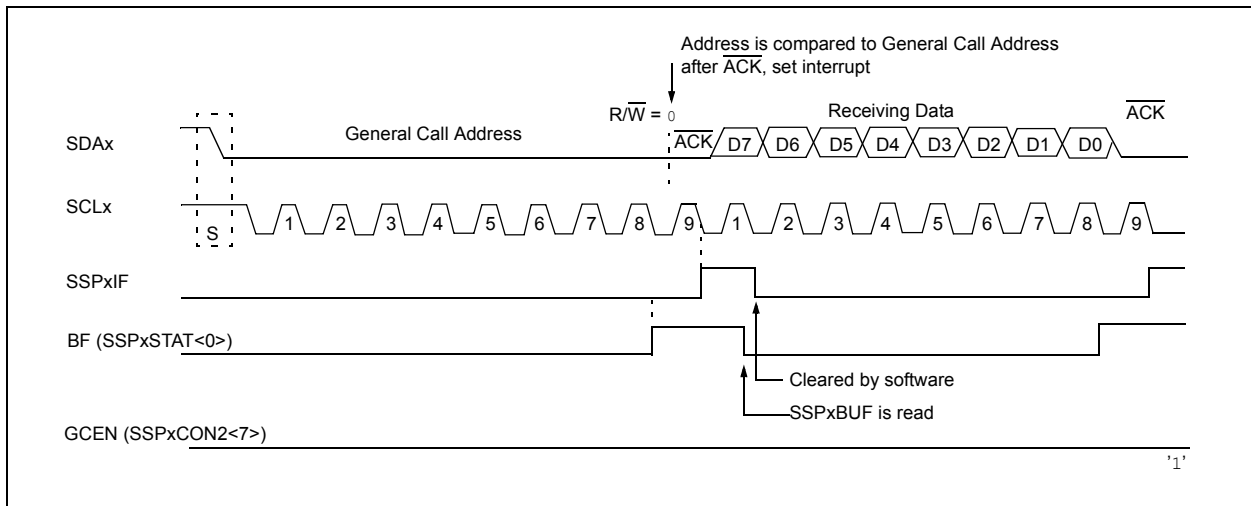 Address is compared to General Call Address
after ACK, set interrupt
R/W = 0
General Call Address
Receiving Data
ACK
SDAx
ACK
D7 D6 D5 D4 D3 D2 D1 D0
SCLx
S
1 2 3 4 5 6 7 8 9 1 2 3 4 5 6 7 8 9
SSPxIF
BF (SSPxSTAT<0>)
Cleared by software
SSPxBUF is read
GCEN (SSPxCON2<7>)
'1'